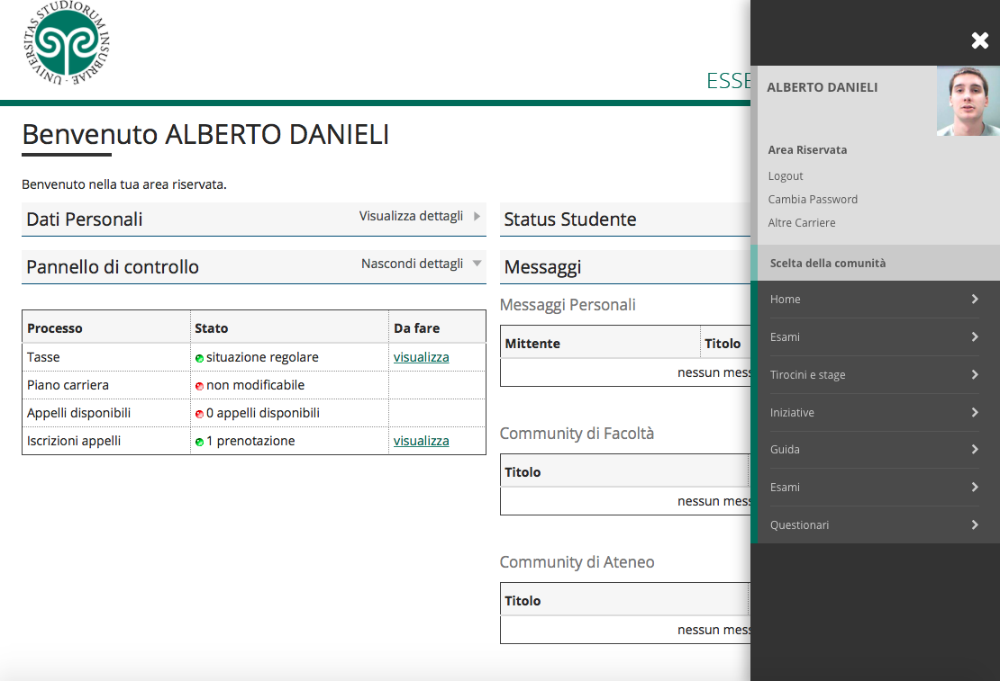 UNIVERSITAS STUDIORUM INSUBRIAE
ESSE
Benvenuto ALBERTO DANIELI
Benvenuto nella tua area riservata.
Dati Personali Visualizza dettagli
Pannello di controllo Nascondi dettagli
Processo Stato Da fare
Tasse situazione regolare visualizza
Piano carriera non modificabile
Appelli disponibili 0 appelli disponibili
Iscrizioni appelli 1 prenotazione visualizza
Status Studente
Messaggi
Messaggi Personali
Mittente Titolo
nessun mess
Community di Facoltà
Titolo
nessun mess
Community di Ateneo
Titolo
nessun mess
ALBERTO DANIELI
Area Riservata
Logout
Cambia Password
Altre Carriere
Scelta della comunità
Home
Esami
Tirocini e stage
Iniziative
Guida
Esami
Questionari